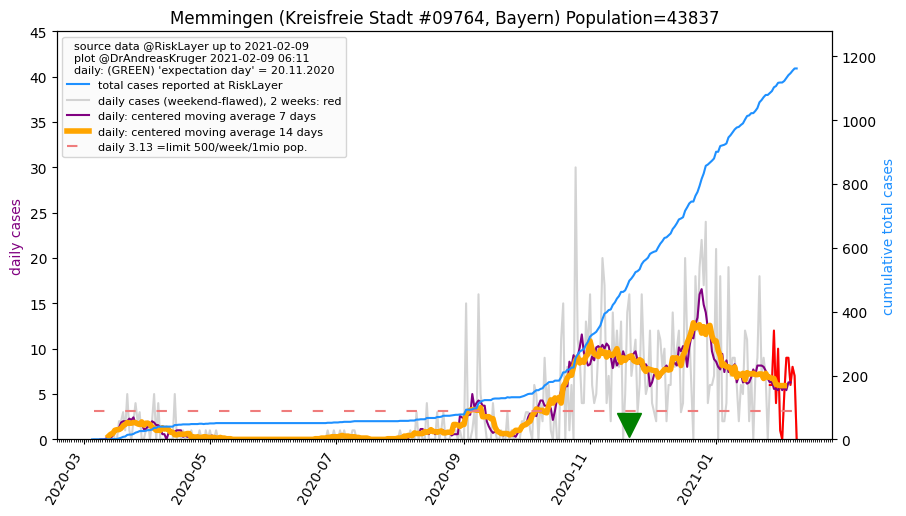 Memmingen (Kreisfreie Stadt #09764, Bayern) Population=43837
source data @RiskLayer up to 2021-02-09
plot @DrAndreasKruger 2021-02-09 06:11
daily: (GREEN) 'expectation day' = 20.11.2020
total cases reported at RiskLayer
daily cases (weekend-flawed), 2 weeks: red
daily: centered moving average 7 days
daily: centered moving average 14 days
daily 3.13 =limit 500/week/1mio pop.
daily cases
45
40
35
30
25
20
15
10
5
0
cumulative total cases
1200
1000
800
600
400
200
0
2020-03
2020-05
2020-07
2020-09
2020-11
2021-01